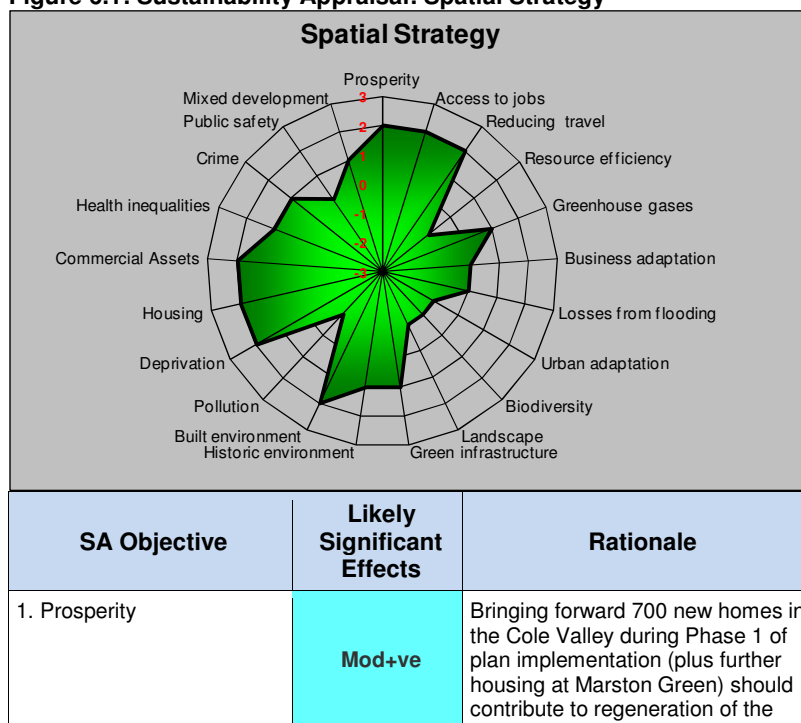 Figure 6.1: Sustainability Appraisal: Spatial Strategy
Spatial Strategy
Prosperity
Mixed development
3
Access to jobs
Public safety
2
Reducing travel
Crime
1
Resource efficiency
Health inequalities
0
Greenhouse gases
-1
Commercial Assets
-2
Business adaptation
-3
Housing
Losses from flooding
Deprivation
Urban adaptation
Pollution
Biodiversity
Built environment
Landscape
Historic environment
Green infrastructure
SA Objective
Likely
Significant
Effects
Rationale
1. Prosperity
Mod+ve
Bringing forward 700 new homes in
the Cole Valley during Phase 1 of
plan implementation (plus further
housing at Marston Green) should
contribute to regeneration of the